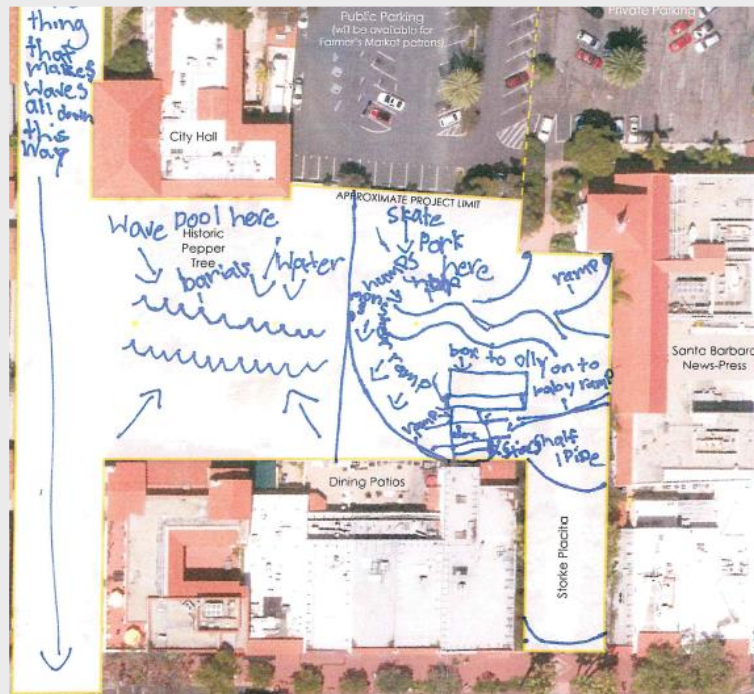 thing
that
makes
waves
all down
this
way
Public Parking
(will be available for
Farmer's Market patrons)
Private Parking
City Hall
APPROXIMATE PROJECT LIMIT
Wave pool here
Historic
Pepper
Tree
water
Skate
Park
here
ramp
monster ramp
box to olly on to
ramp
Stairs
half
Pipe
Santa Barbara
News-Press
Dining Patios
Storke Placita